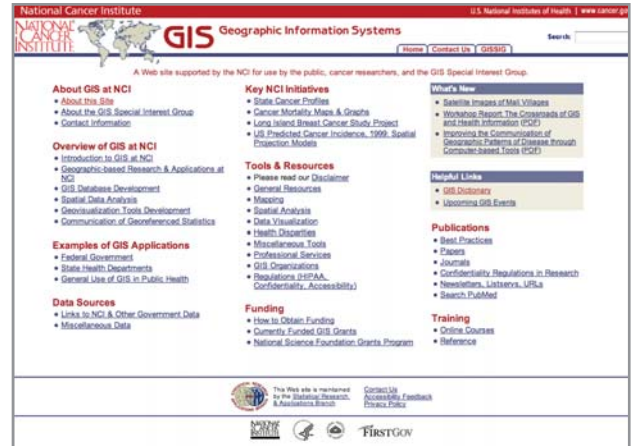 National Cancer Institute
U.S. National Institutes of Health | www.cancer.go
NATIONAL
CANCER
INSTITUTE
GIS Geographic Information Systems
Search:
Home
Contact Us
GISSIG
A Web site supported by the NCI for use by the public, cancer researchers, and the GIS Special Interest Group.
About GIS at NCI
• About this Site
• About the GIS Special Interest Group
• Contact Information
Overview of GIS at NCI
• Introduction to GIS at NCI
• Geographic-based Research & Applications at
NCI
• GIS Database Development
• Spatial Data Analysis
• Geovisualization Tools Development
• Communication of Georeferenced Statistics
Examples of GIS Applications
• Federal Government
• State Health Departments
• General Use of GIS in Public Health
Data Sources
• Links to NCI & Other Government Data
• Miscellaneous Data
Key NCI Initiatives
• State Cancer Profiles
• Cancer Mortality Maps & Graphs
• Long Island Breast Cancer Study Project
• US Predicted Cancer Incidence, 1999: Spatial
Projection Models
Tools & Resources
• Please read our Disclaimer
• General Resources
• Mapping
• Spatial Analysis
• Data Visualization
• Health Disparities
• Miscellaneous Tools
• Professional Services
• GIS Organizations
• Regulations (HIPAA,
Confidentiality, Accessibility)
Funding
• How to Obtain Funding
• Currently Funded GIS Grants
• National Science Foundation Grants Program
What's New
• Satellite Images of Mali Villages
• Workshop Report: The Crossroads of GIS
and Health Information (PDF)
• Improving the Communication of
Geographic Patterns of Disease through
Computer-based Tools (PDF)
Helpful Links
• GIS Dictionary
• Upcoming GIS Events
Publications
• Best Practices
• Papers
• Journals
• Confidentiality Regulations in Research
• Newsletters, Listservs, URLs
• Search PubMed
Training
• Online Courses
• Reference
This Web site is maintained
by the Statistical Research
& Applications Branch
Contact Us
Accessibility Feedback
Privacy Policy
NATIONAL
CANCER
INSTITUTE
FIRSTGOV